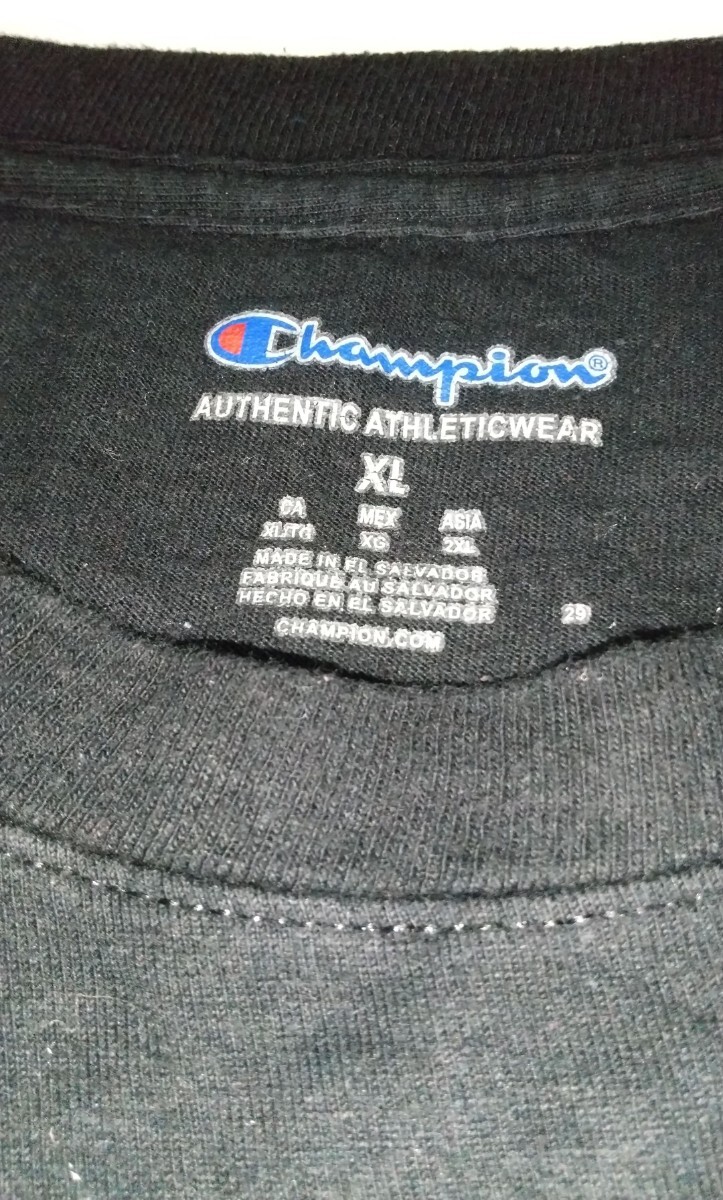 Champion®
AUTHENTIC ATHLETICWEAR
XL
CA MEX ASIA
XL/TG XG 2XL
MADE IN EL SALVADOR
FABRIQUÉ AU SALVADOR
HECHO EN EL SALVADOR
29
CHAMPION.COM